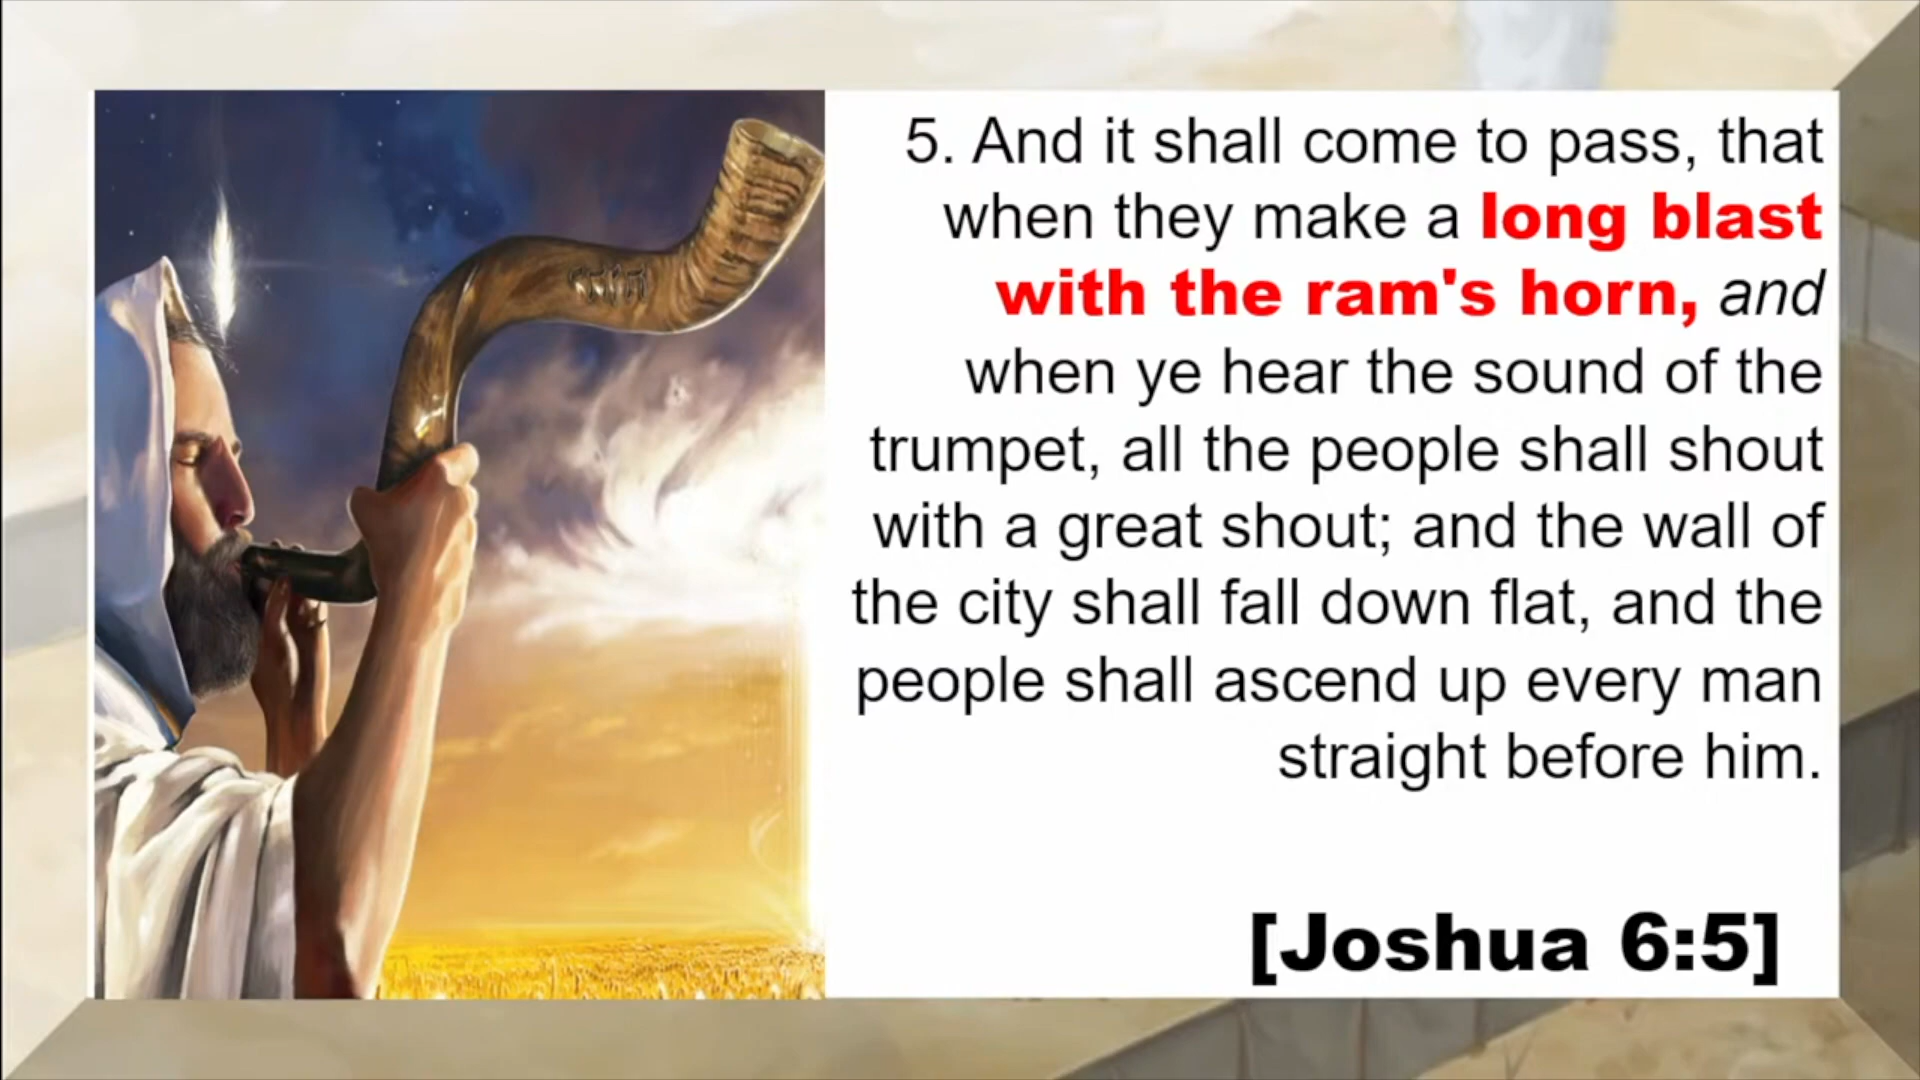 5. And it shall come to pass, that
when they make a long blast
with the ram's horn, and
when ye hear the sound of the
trumpet, all the people shall shout
with a great shout; and the wall of
the city shall fall down flat, and the
people shall ascend up every man
straight before him.
[Joshua 6:5]